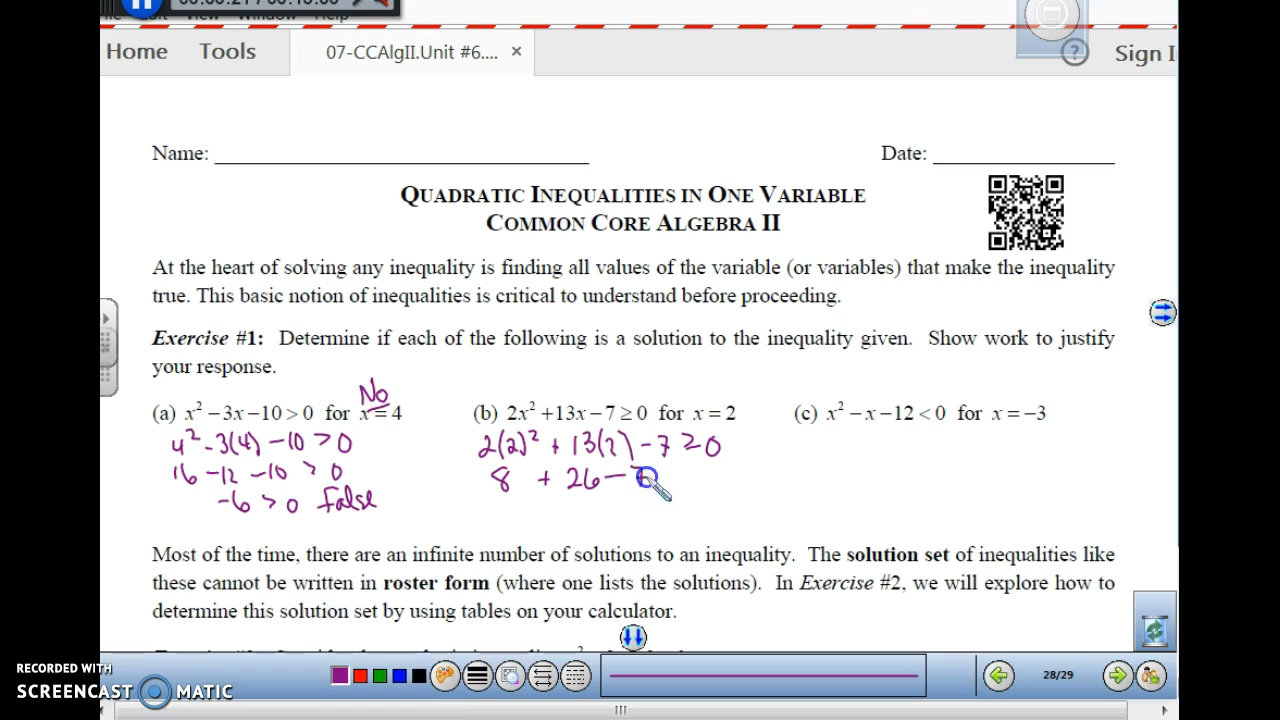 Home Tools 07-CCAlgII.Unit #6.... × ? Sign I
Name: ____ Date: ____
QUADRATIC INEQUALITIES IN ONE VARIABLE
COMMON CORE ALGEBRA II
At the heart of solving any inequality is finding all values of the variable (or variables) that make the inequality
true. This basic notion of inequalities is critical to understand before proceeding.
Exercise #1: Determine if each of the following is a solution to the inequality given. Show work to justify
your response.
No
(a) x² − 3x − 10 > 0 for x = 4
4² - 3(4) - 10 > 0
16 - 12 - 10 > 0
-6 > 0 False
(b) 2x² + 13x − 7 ≥ 0 for x = 2
2(2)² + 13(2) - 7 ≥ 0
8 + 26 - 7
(c) x² − x − 12 < 0 for x = −3
Most of the time, there are an infinite number of solutions to an inequality. The solution set of inequalities like
these cannot be written in roster form (where one lists the solutions). In Exercise #2, we will explore how to
determine this solution set by using tables on your calculator.
28/29
RECORDED WITH
SCREENCAST MATIC